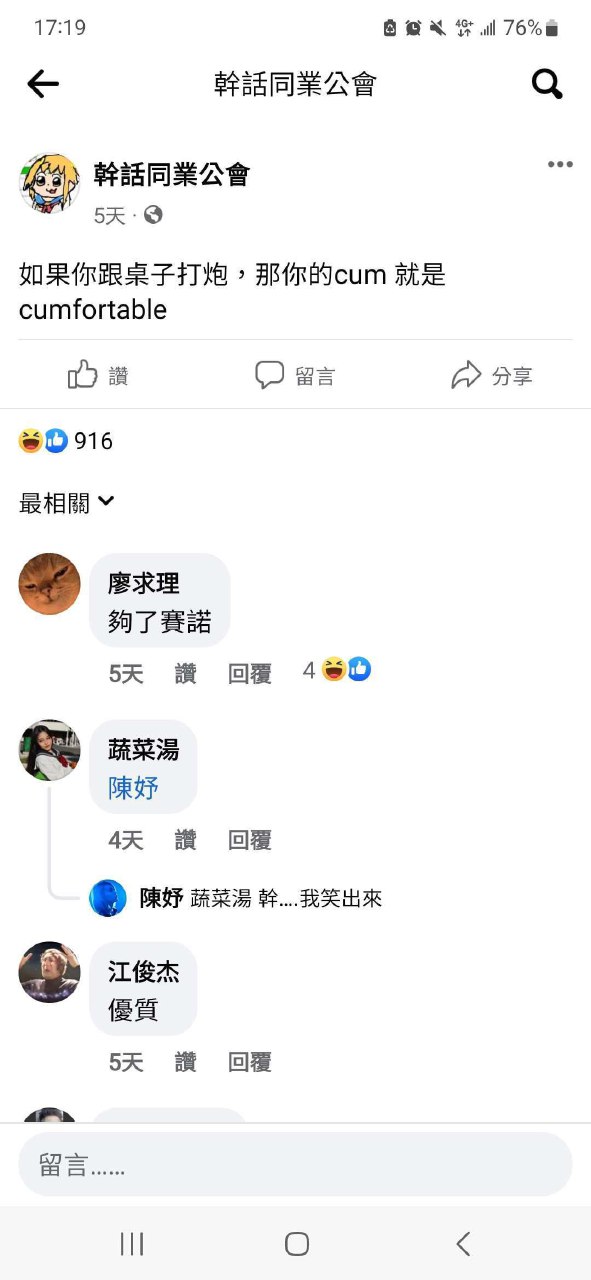 17:19
4G+ 76%
幹話同業公會
幹話同業公會
5天 ·
如果你跟桌子打炮，那你的cum 就是
cumfortable
讚 留言 分享
916
最相關
廖求理
夠了賽諾
5天 讚 回覆 4
蔬菜湯
陳妤
4天 讚 回覆
陳妤 蔬菜湯 幹....我笑出來
江俊杰
優質
5天 讚 回覆
留言......